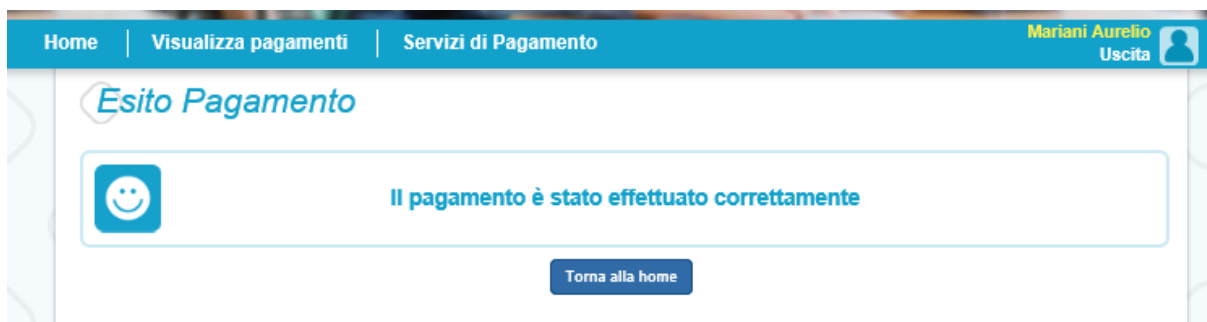 Home
Visualizza pagamenti
Servizi di Pagamento
Mariani Aurelio
Uscita
Esito Pagamento
Il pagamento è stato effettuato correttamente
Torna alla home